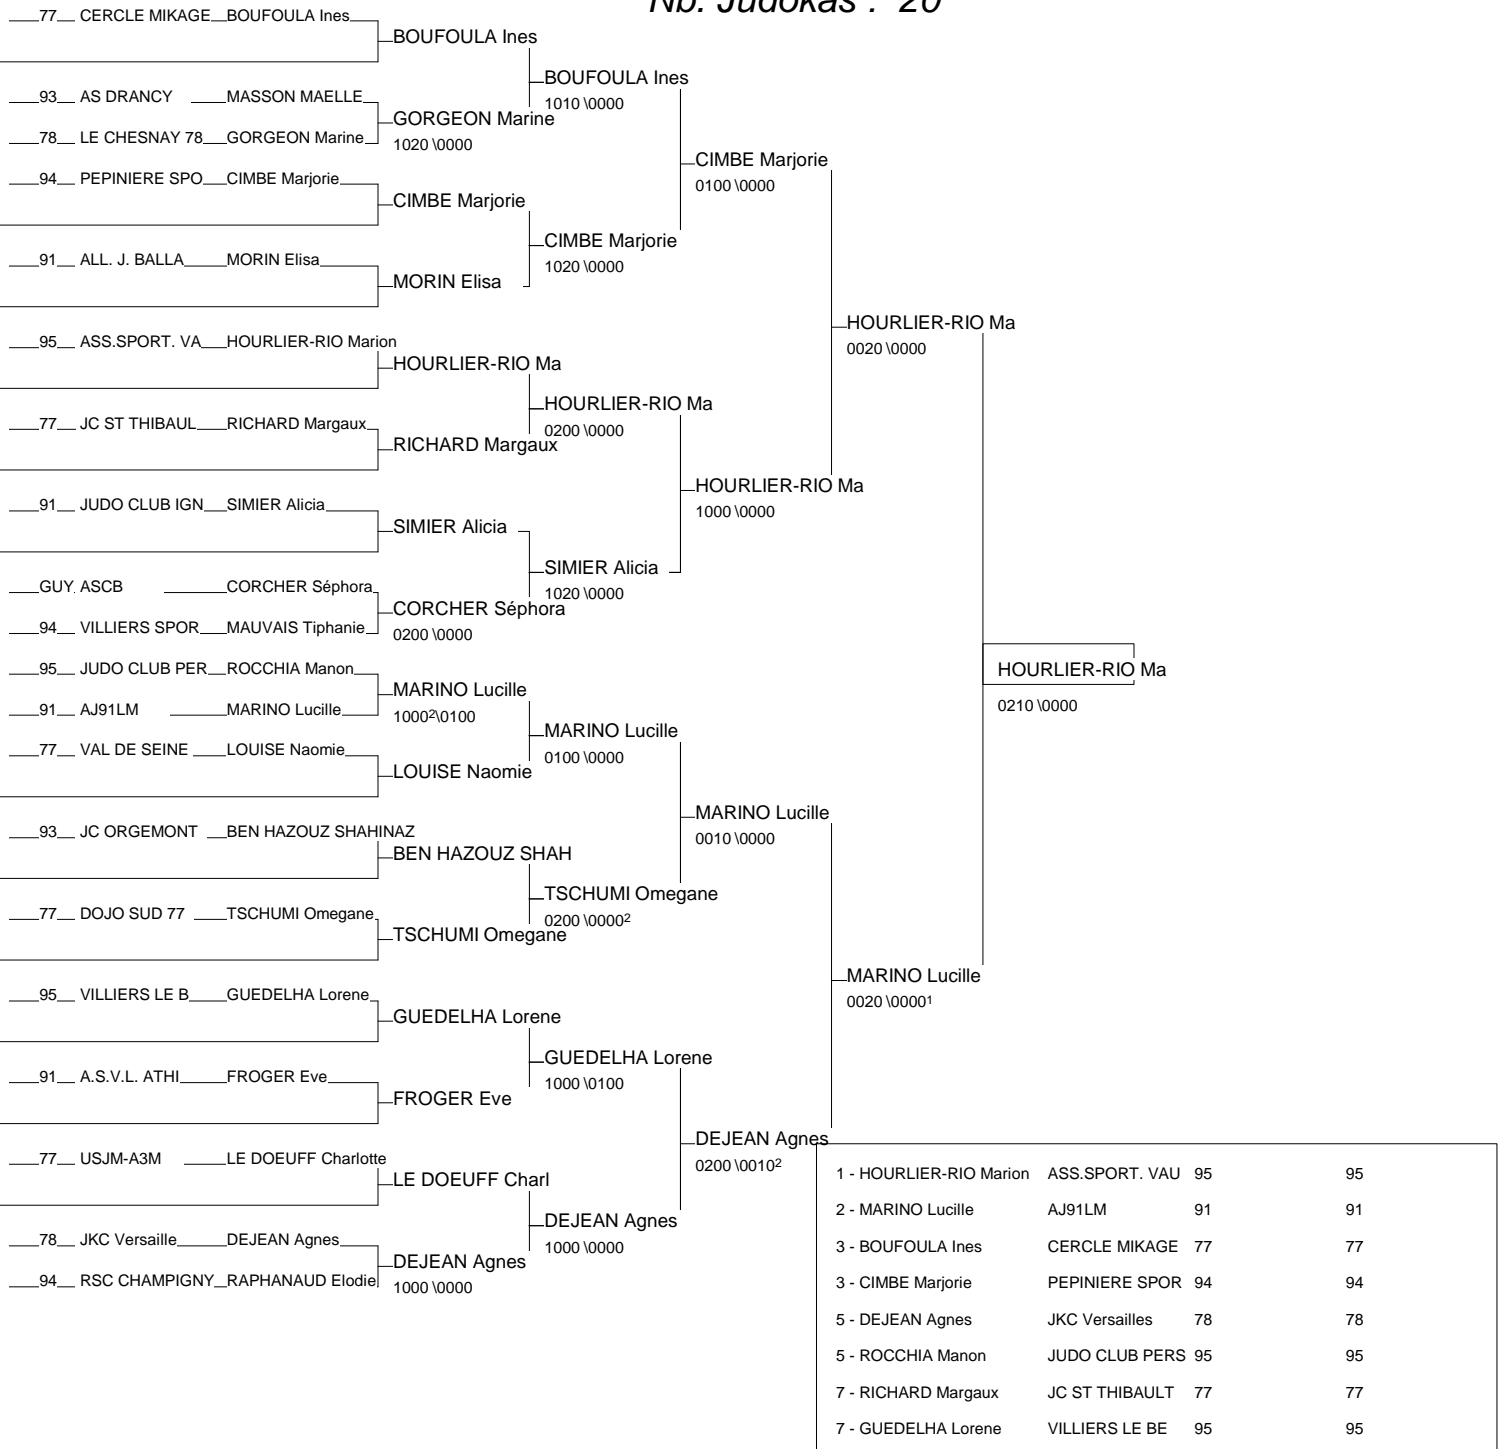 Nb. Judokas : 20
77 CERCLE MIKAGE BOUFOULA Ines
BOUFOULA Ines
BOUFOULA Ines
1010 \0000
93 AS DRANCY MASSON MAELLE
GORGEON Marine
1020 \0000
78 LE CHESNAY 78 GORGEON Marine
CIMBE Marjorie
0100 \0000
94 PEPINIERE SPO CIMBE Marjorie
CIMBE Marjorie
CIMBE Marjorie
1020 \0000
91 ALL. J. BALLA MORIN Elisa
MORIN Elisa
HOURLIER-RIO Ma
0020 \0000
95 ASS.SPORT. VA HOURLIER-RIO Marion
HOURLIER-RIO Ma
HOURLIER-RIO Ma
0200 \0000
77 JC ST THIBAUL RICHARD Margaux
RICHARD Margaux
HOURLIER-RIO Ma
1000 \0000
91 JUDO CLUB IGN SIMIER Alicia
SIMIER Alicia
SIMIER Alicia
1020 \0000
GUY ASCB CORCHER Séphora
CORCHER Séphora
0200 \0000
94 VILLIERS SPOR MAUVAIS Tiphanie
HOURLIER-RIO Ma
0210 \0000
95 JUDO CLUB PER ROCCHIA Manon
MARINO Lucille
1000²\0100
91 AJ91LM MARINO Lucille
MARINO Lucille
0100 \0000
77 VAL DE SEINE LOUISE Naomie
LOUISE Naomie
MARINO Lucille
0010 \0000
93 JC ORGEMONT BEN HAZOUZ SHAHINAZ
BEN HAZOUZ SHAH
TSCHUMI Omegane
0200 \0000²
77 DOJO SUD 77 TSCHUMI Omegane
TSCHUMI Omegane
MARINO Lucille
0020 \0000¹
95 VILLIERS LE B GUEDELHA Lorene
GUEDELHA Lorene
GUEDELHA Lorene
1000 \0100
91 A.S.V.L. ATHI FROGER Eve
FROGER Eve
DEJEAN Agnes
0200 \0010²
77 USJM-A3M LE DOEUFF Charlotte
LE DOEUFF Charl
DEJEAN Agnes
1000 \0000
78 JKC Versaille DEJEAN Agnes
DEJEAN Agnes
1000 \0000
94 RSC CHAMPIGNY RAPHANAUD Elodie
1 - HOURLIER-RIO Marion ASS.SPORT. VAU 95 95
2 - MARINO Lucille AJ91LM 91 91
3 - BOUFOULA Ines CERCLE MIKAGE 77 77
3 - CIMBE Marjorie PEPINIERE SPOR 94 94
5 - DEJEAN Agnes JKC Versailles 78 78
5 - ROCCHIA Manon JUDO CLUB PERS 95 95
7 - RICHARD Margaux JC ST THIBAULT 77 77
7 - GUEDELHA Lorene VILLIERS LE BE 95 95